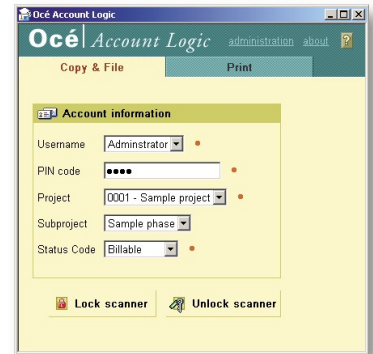 Océ Account Logic
Océ Account Logic administration about ?
Copy & File Print
Account information
Username Adminstrator •
PIN code •••• •
Project 0001 - Sample project •
Subproject Sample phase
Status Code Billable •
Lock scanner Unlock scanner